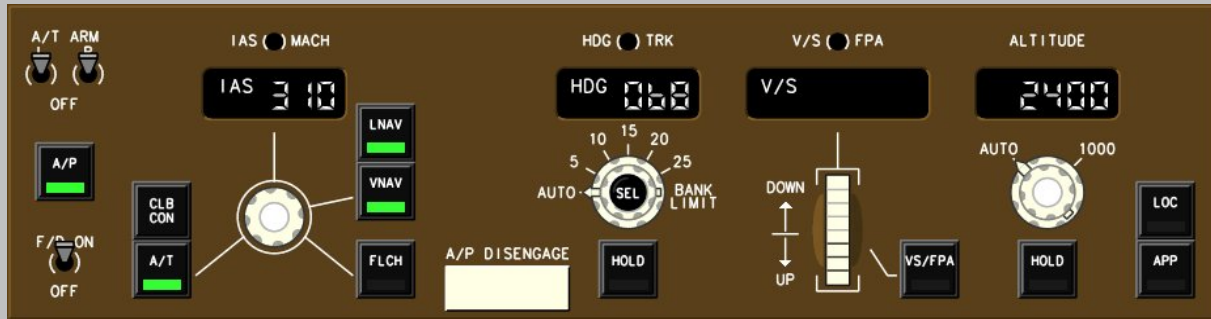 A/T ARM
L R
OFF
IAS MACH
HDG TRK
V/S FPA
ALTITUDE
IAS 310
HDG 068
V/S
2400
A/P
CLB
CON
A/T
F/D ON
OFF
LNAV
VNAV
FLCH
A/P DISENGAGE
AUTO 5 10 15 20 25
BANK
LIMIT
SEL
HOLD
DOWN
UP
VS/FPA
AUTO 1000
HOLD
LOC
APP